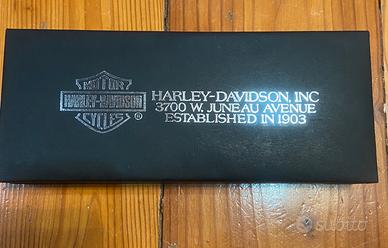 MOTOR
HARLEY-DAVIDSON
CYCLES
®
HARLEY-DAVIDSON, INC
3700 W. JUNEAU AVENUE
ESTABLISHED IN 1903
subito